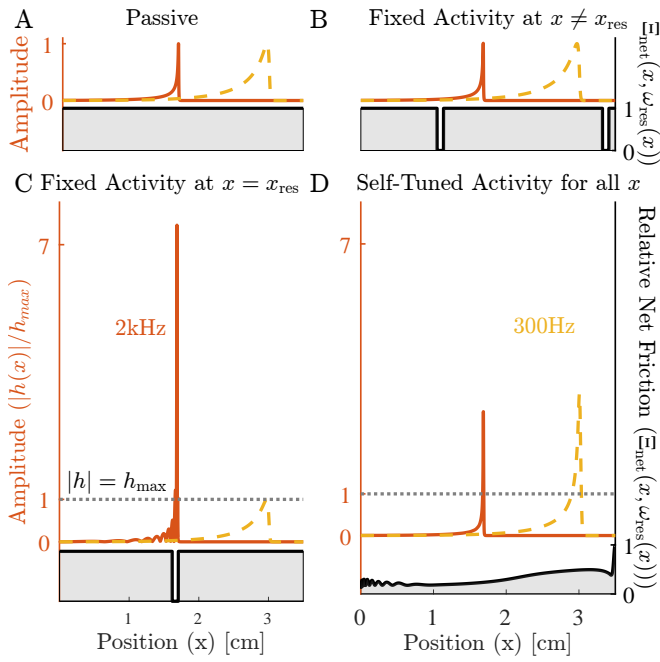 A Passive
B Fixed Activity at x ≠ x_res
Amplitude
1
0
1
0
Ξ_net(x, ω_res(x))
1
0
C Fixed Activity at x = x_res
D Self-Tuned Activity for all x
Amplitude (|h(x)|/h_max)
7
2kHz
|h| = h_max
1
0
1 2 3
Position (x) [cm]
7
300Hz
1
0
1
0
0 1 2 3
Position (x) [cm]
Relative Net Friction (Ξ_net(x, ω_res(x)))